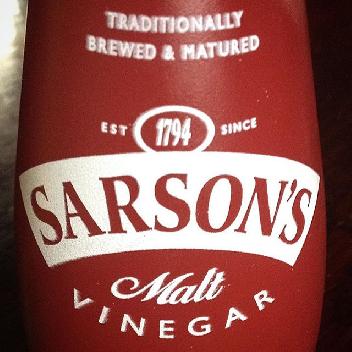 TRADITIONALLY
BREWED & MATURED
EST 1794 SINCE
SARSON'S
Malt
VINEGAR